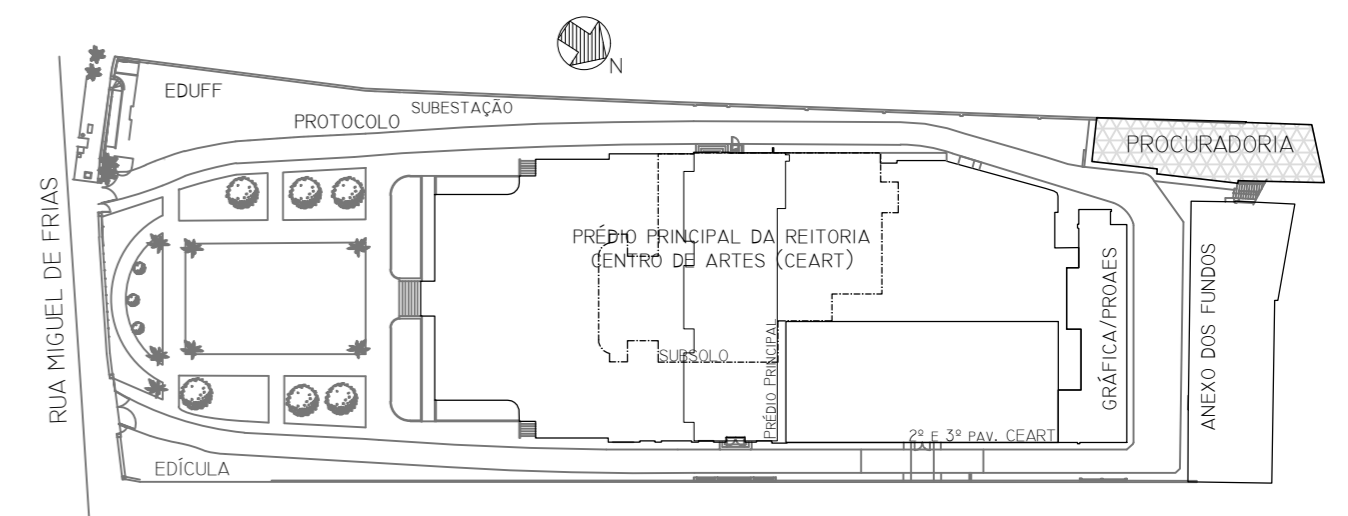 N
EDUFF
SUBESTAÇÃO
PROTOCOLO
PROCURADORIA
RUA MIGUEL DE FRIAS
PRÉDIO PRINCIPAL DA REITORIA
CENTRO DE ARTES (CEART)
GRÁFICA/PROAES
ANEXO DOS FUNDOS
SUBSOLO
PRÉDIO PRINCIPAL
2º E 3º PAV. CEART
EDÍCULA